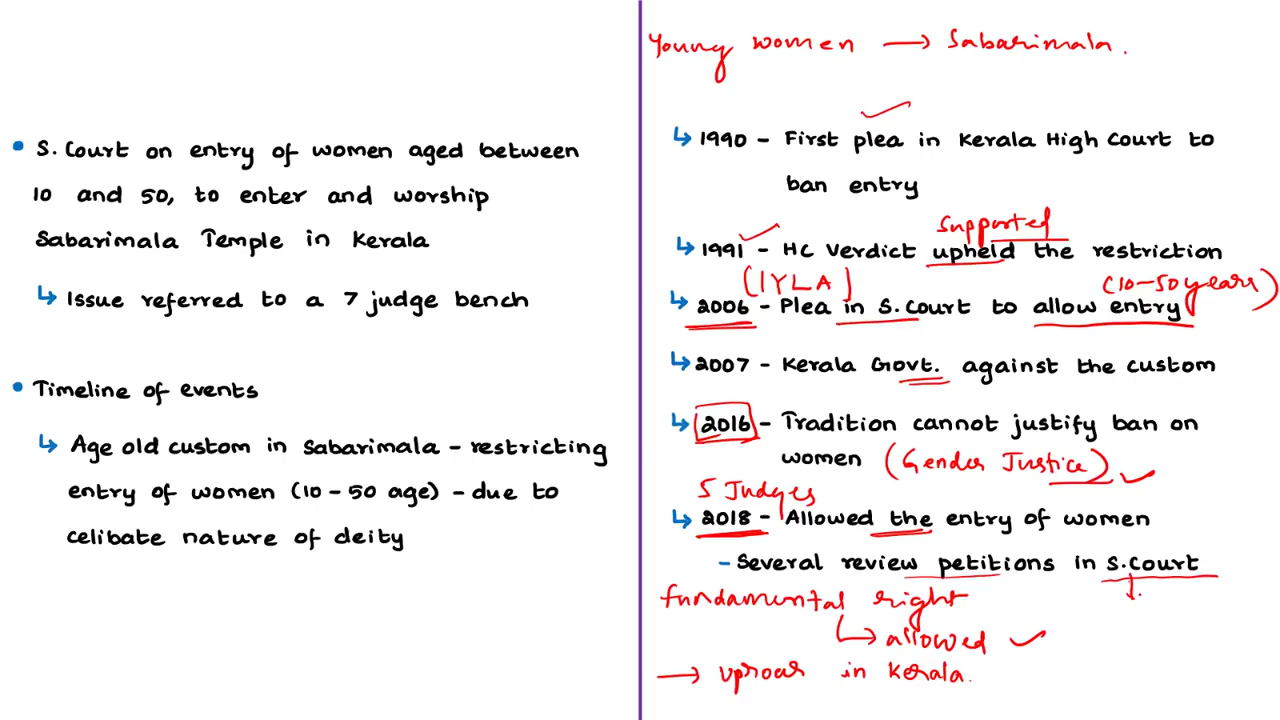 • S. Court on entry of women aged between
10 and 50, to enter and worship
Sabarimala Temple in Kerala
↳ Issue referred to a 7 judge bench
• Timeline of events
↳ Age old custom in Sabarimala - restricting
entry of women (10 - 50 age) - due to
celibate nature of deity
Young women → Sabarimala.
↳ 1990 - First plea in Kerala High Court to
ban entry
supported
↳ 1991 - HC Verdict upheld the restriction
(IYLA) (10-50 years)
↳ 2006 - Plea in S. Court to allow entry
↳ 2007 - Kerala Govt. against the custom
↳ 2016 - Tradition cannot justify ban on
women (Gender Justice)
5 Judges
↳ 2018 - Allowed the entry of women
- Several review petitions in S. Court
fundamental right
↳ allowed
→ uproar in Kerala.